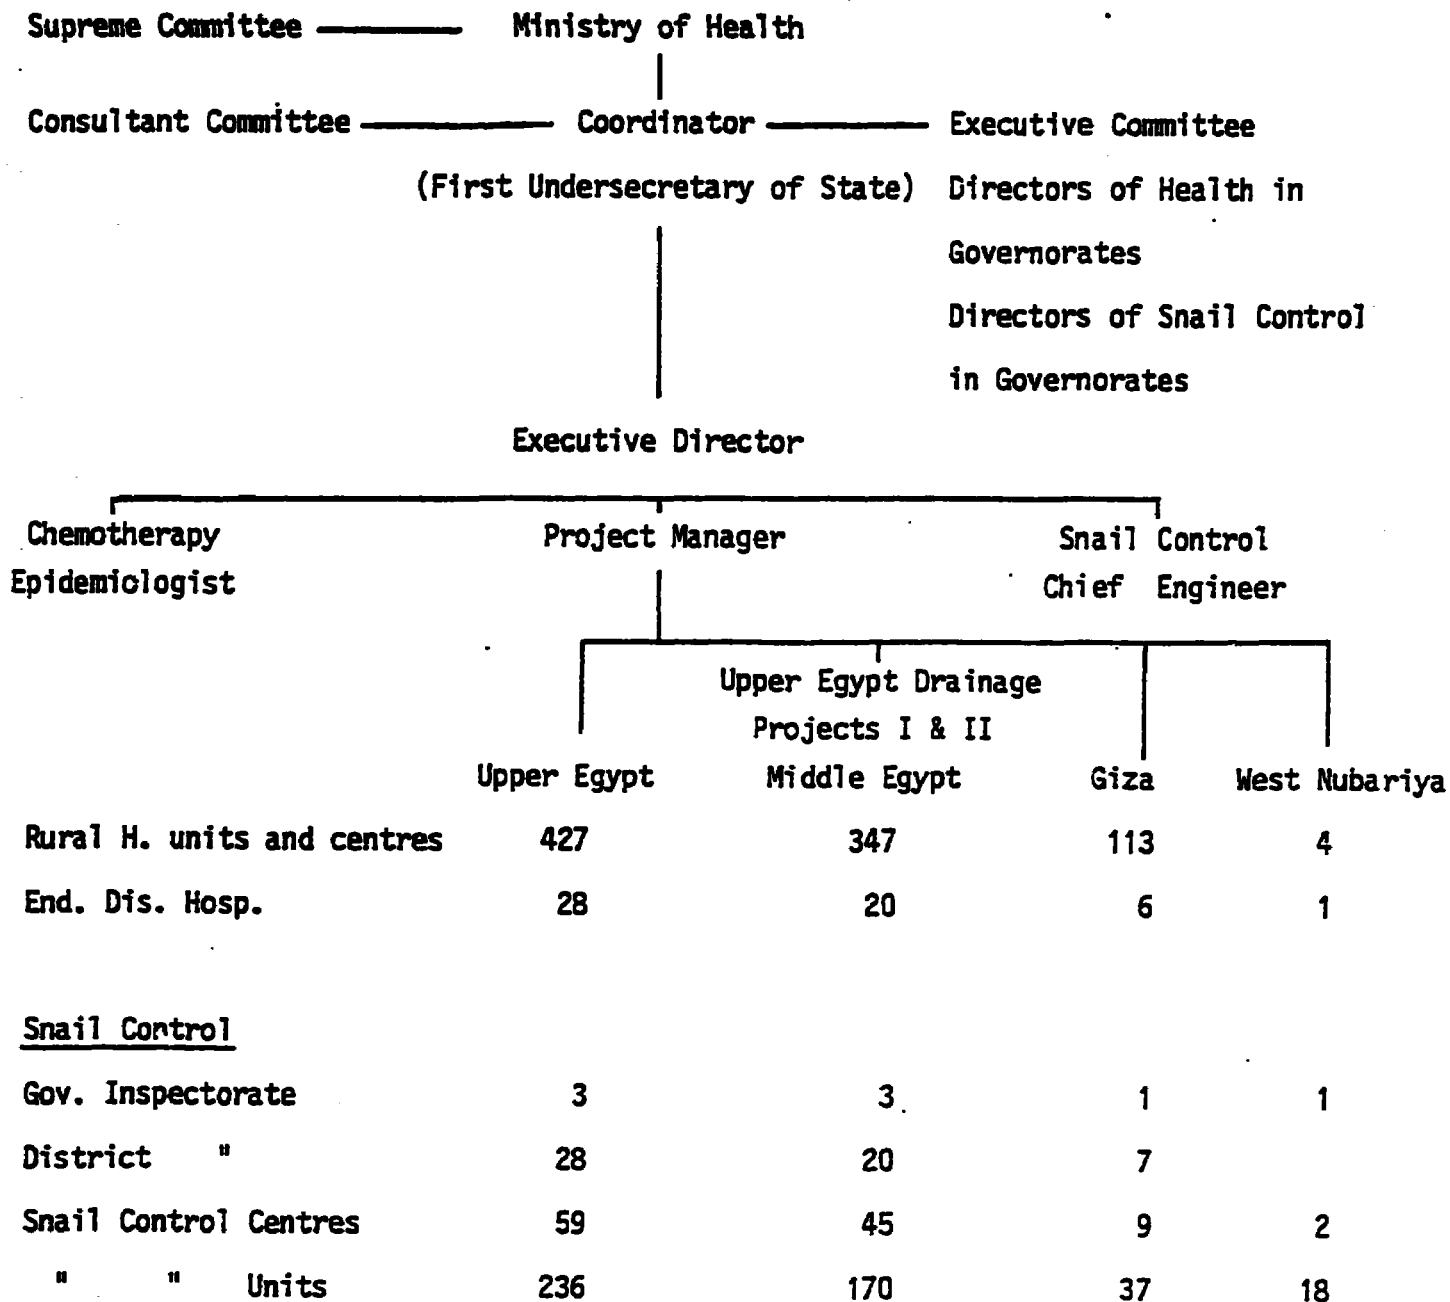 Supreme Committee Ministry of Health
Consultant Committee Coordinator Executive Committee
(First Undersecretary of State) Directors of Health in
Governorates
Directors of Snail Control
in Governorates
Executive Director
Chemotherapy Project Manager Snail Control
Epidemiologist Chief Engineer
Upper Egypt Drainage
Projects I & II
Upper Egypt Middle Egypt Giza West Nubariya
Rural H. units and centres 427 347 113 4
End. Dis. Hosp. 28 20 6 1
Snail Control
Gov. Inspectorate 3 3 1 1
District " 28 20 7
Snail Control Centres 59 45 9 2
" " Units 236 170 37 18